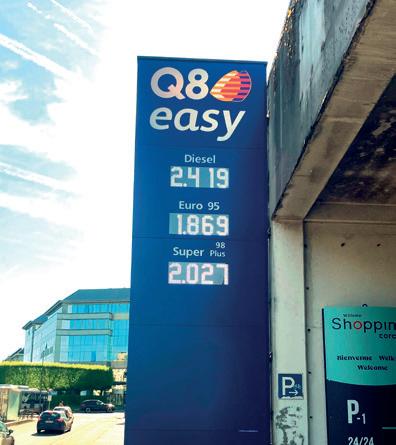 Q8
easy
Diesel
2.419
Euro 95
1.869
Super Plus 98
2.027
Shoppin
Bienvenue
Welcome
P
P-1
24/24